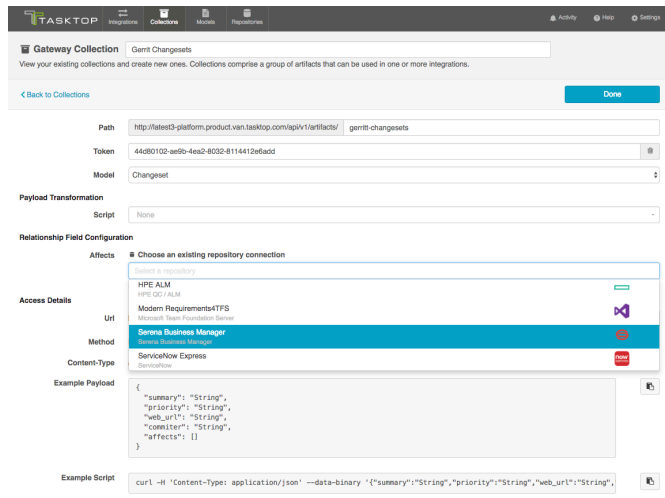 TASKTOP
Integrations
Collections
Models
Repositories
Activity
Help
Settings
Gateway Collection
Gerrit Changesets
View your existing collections and create new ones. Collections comprise a group of artifacts that can be used in one or more integrations.
Back to Collections
Done
Path
http://latest3-platform.product.van.tasktop.com/api/v1/artifacts/
gerritt-changesets
Token
44d80102-ae9b-4ea2-8032-8114412e6add
Model
Changeset
Payload Transformation
Script
None
Relationship Field Configuration
Affects
Choose an existing repository connection
Select a repository
HPE ALM
HPE QC / ALM
Modern Requirements4TFS
Microsoft Team Foundation Server
Serena Business Manager
Serena Business Manager
ServiceNow Express
ServiceNow
now
Access Details
Url
Method
Content-Type
Example Payload
{
"summary": "String",
"priority": "String",
"web_url": "String",
"commiter": "String",
"affects": []
}
Example Script
curl -H 'Content-Type: application/json' --data-binary '{"summary":"String","priority":"String","web_url":"String",